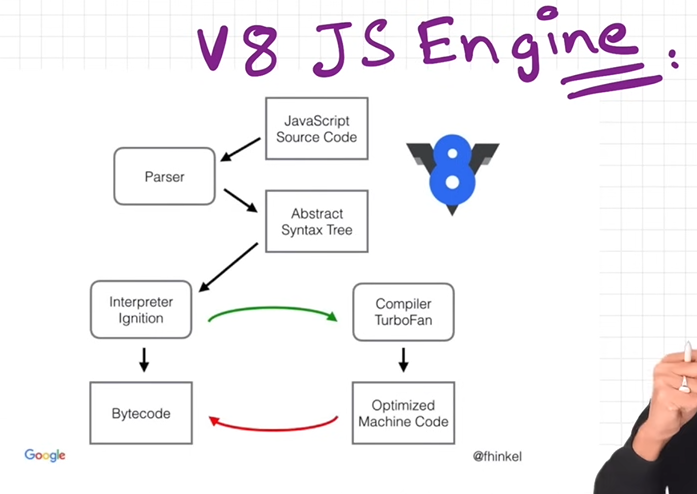 V8 JS Engine:
JavaScript
Source Code
Parser
Abstract
Syntax Tree
Interpreter
Ignition
Compiler
TurboFan
Bytecode
Optimized
Machine Code
Google
@fhinkel